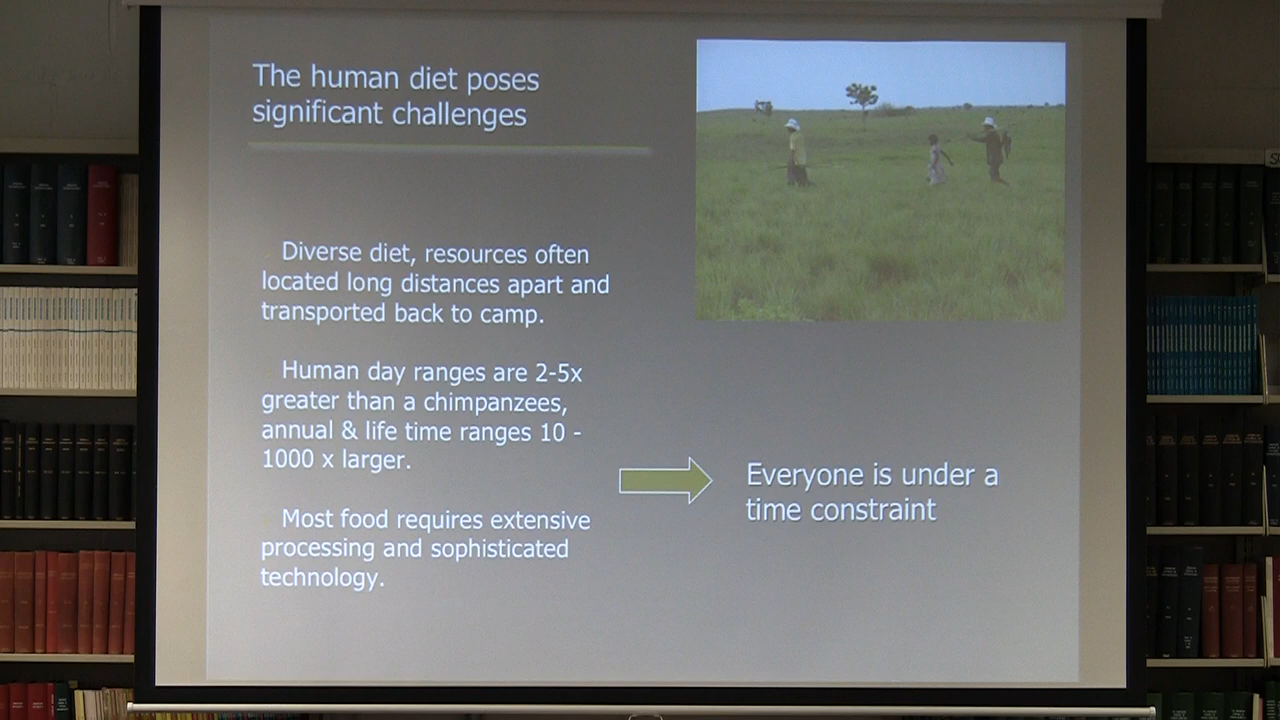 The human diet poses
significant challenges
Diverse diet, resources often
located long distances apart and
transported back to camp.
Human day ranges are 2-5x
greater than a chimpanzees,
annual & life time ranges 10 -
1000 x larger.
Most food requires extensive
processing and sophisticated
technology.
Everyone is under a
time constraint